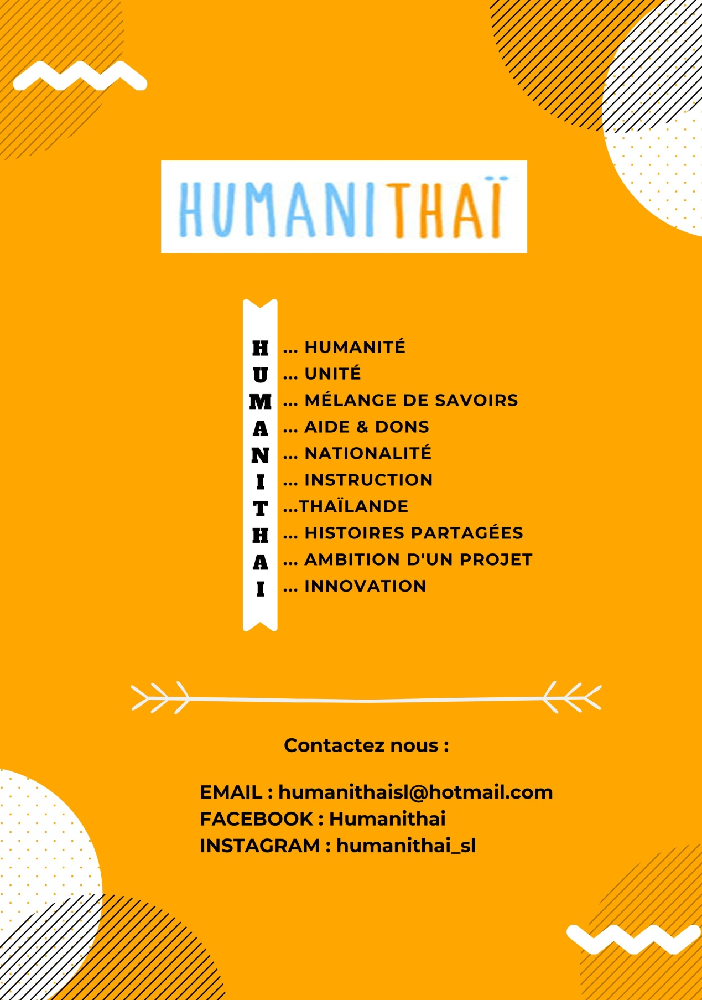 HUMANITHAÏ
H ... HUMANITÉ
U ... UNITÉ
M ... MÉLANGE DE SAVOIRS
A ... AIDE & DONS
N ... NATIONALITÉ
I ... INSTRUCTION
T ...THAÏLANDE
H ... HISTOIRES PARTAGÉES
A ... AMBITION D'UN PROJET
I ... INNOVATION
Contactez nous :
EMAIL : humanithaisl@hotmail.com
FACEBOOK : Humanithai
INSTAGRAM : humanithai_sl